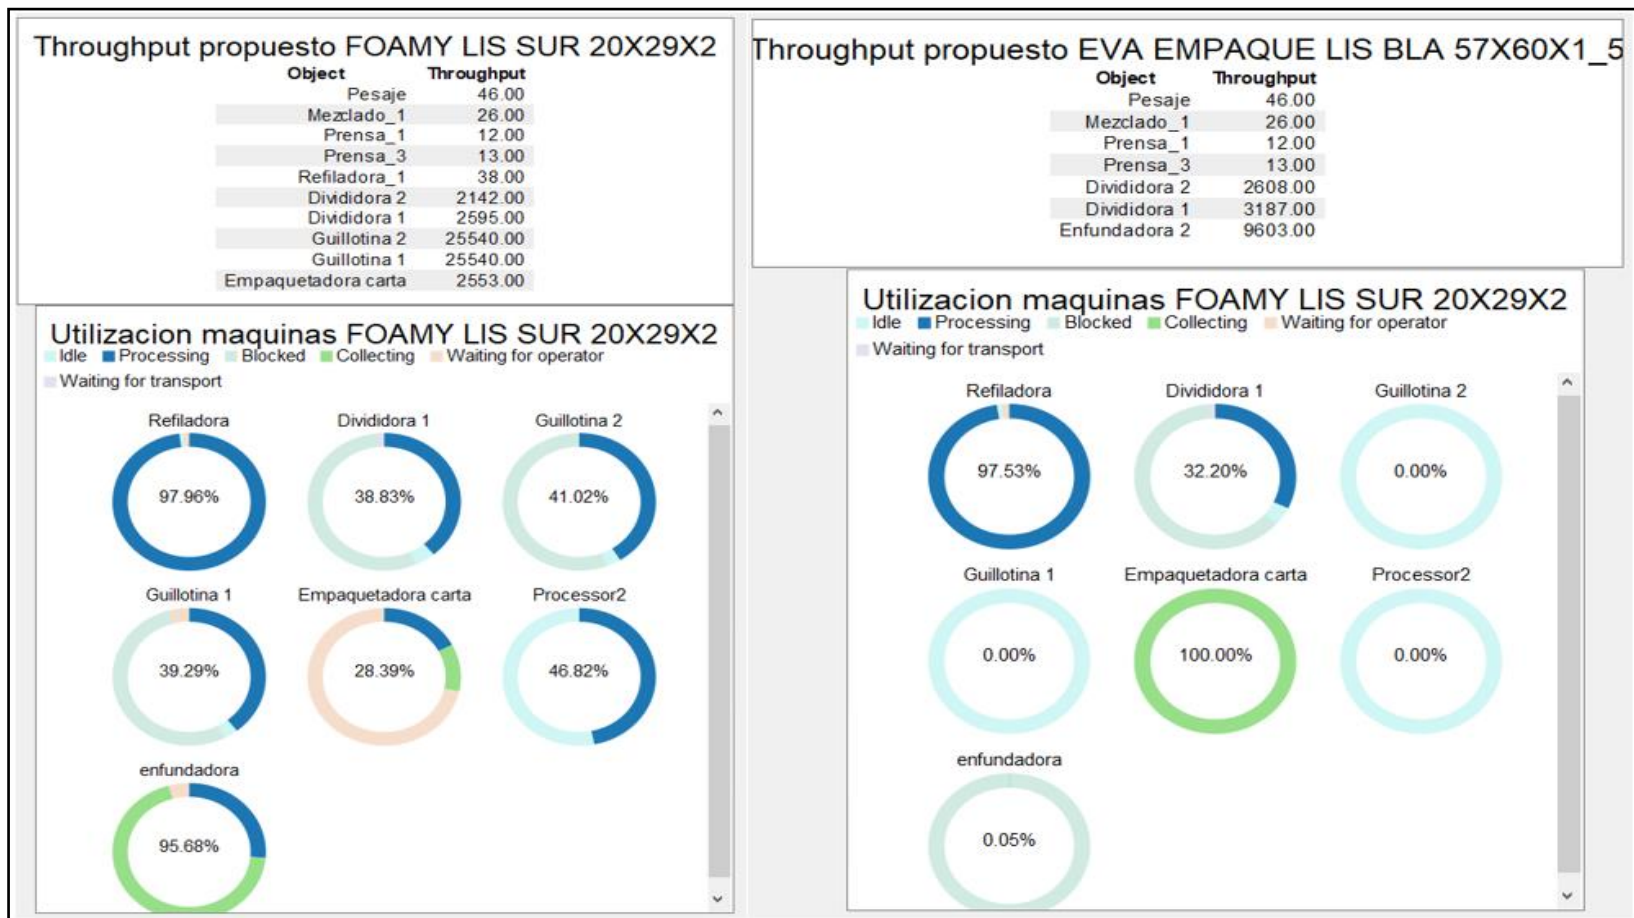 Throughput propuesto FOAMY LIS SUR 20X29X2
Object Throughput
Pesaje 46.00
Mezclado_1 26.00
Prensa_1 12.00
Prensa_3 13.00
Refiladora_1 38.00
Divididora 2 2142.00
Divididora 1 2595.00
Guillotina 2 25540.00
Guillotina 1 25540.00
Empaquetadora carta 2553.00
Utilizacion maquinas FOAMY LIS SUR 20X29X2
Idle Processing Blocked Collecting Waiting for operator
Waiting for transport
Refiladora Divididora 1 Guillotina 2
97.96% 38.83% 41.02%
Guillotina 1 Empaquetadora carta Processor2
39.29% 28.39% 46.82%
enfundadora
95.68%
Throughput propuesto EVA EMPAQUE LIS BLA 57X60X1_5
Object Throughput
Pesaje 46.00
Mezclado_1 26.00
Prensa_1 12.00
Prensa_3 13.00
Divididora 2 2608.00
Divididora 1 3187.00
Enfundadora 2 9603.00
Utilizacion maquinas FOAMY LIS SUR 20X29X2
Idle Processing Blocked Collecting Waiting for operator
Waiting for transport
Refiladora Divididora 1 Guillotina 2
97.53% 32.20% 0.00%
Guillotina 1 Empaquetadora carta Processor2
0.00% 100.00% 0.00%
enfundadora
0.05%